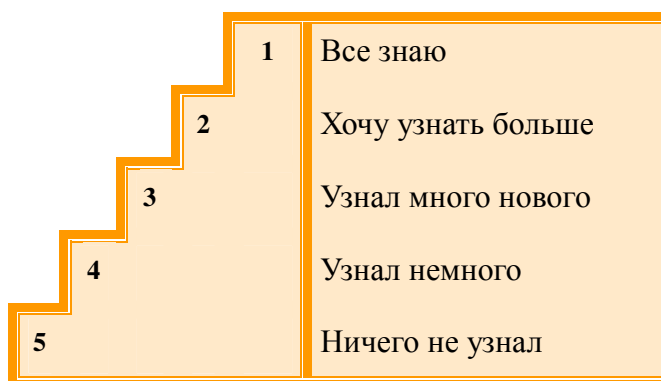 1 Все знаю
2 Хочу узнать больше
3 Узнал много нового
4 Узнал немного
5 Ничего не узнал